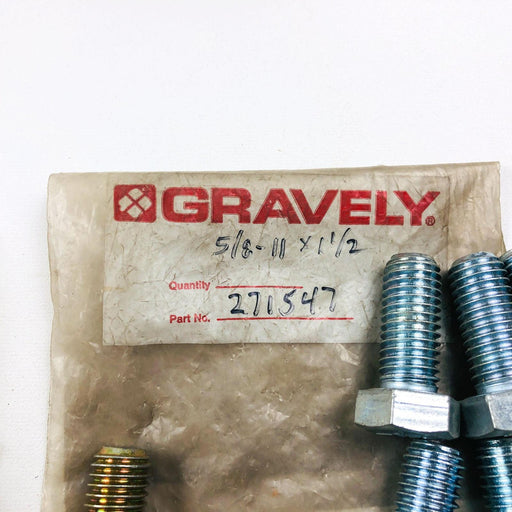 GRAVELY®
5/8-11 x 1 1/2
Quantity
Part No. 271547